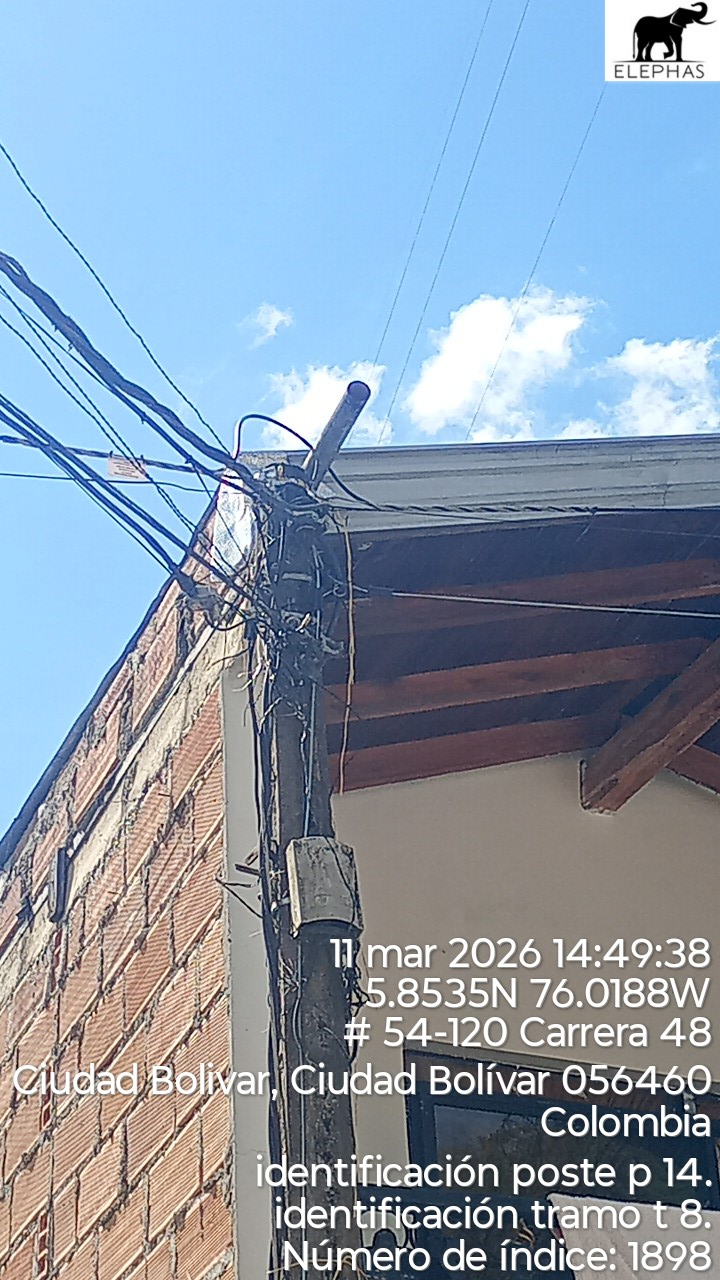 ELEPHAS
11 mar 2026 14:49:38
5.8535N 76.0188W
# 54-120 Carrera 48
Ciudad Bolivar, Ciudad Bolívar 056460
Colombia
identificación poste p 14.
identificación tramo t 8.
Número de índice: 1898